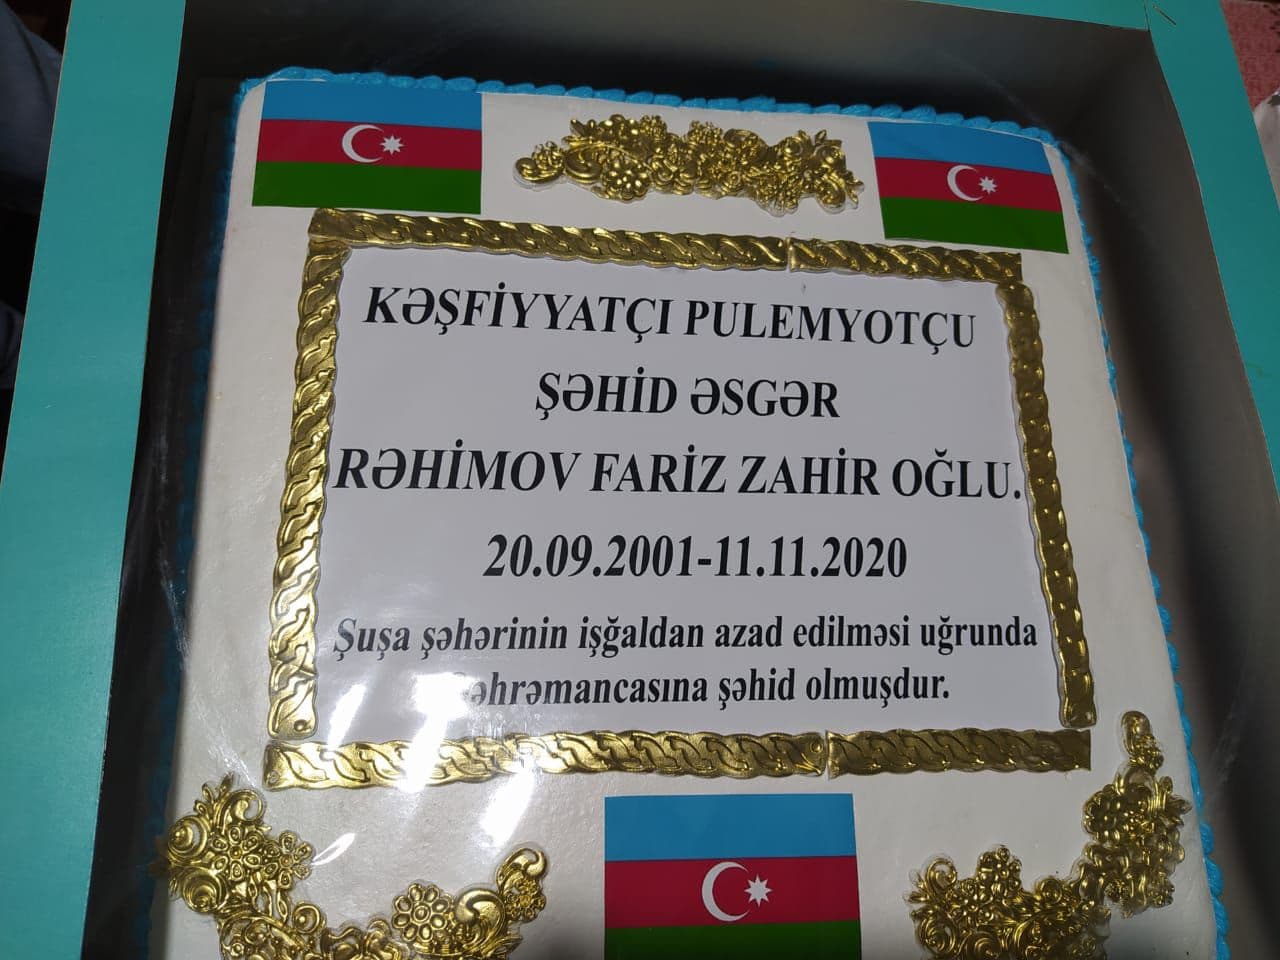 KƏŞFİYYATÇI PULEMYOTÇU
ŞƏHİD ƏSGƏR
RƏHİMOV FARİZ ZAHİR OĞLU.
20.09.2001-11.11.2020
Şuşa şəhərinin işğaldan azad edilməsi uğrunda
şəhid olmuşdur.